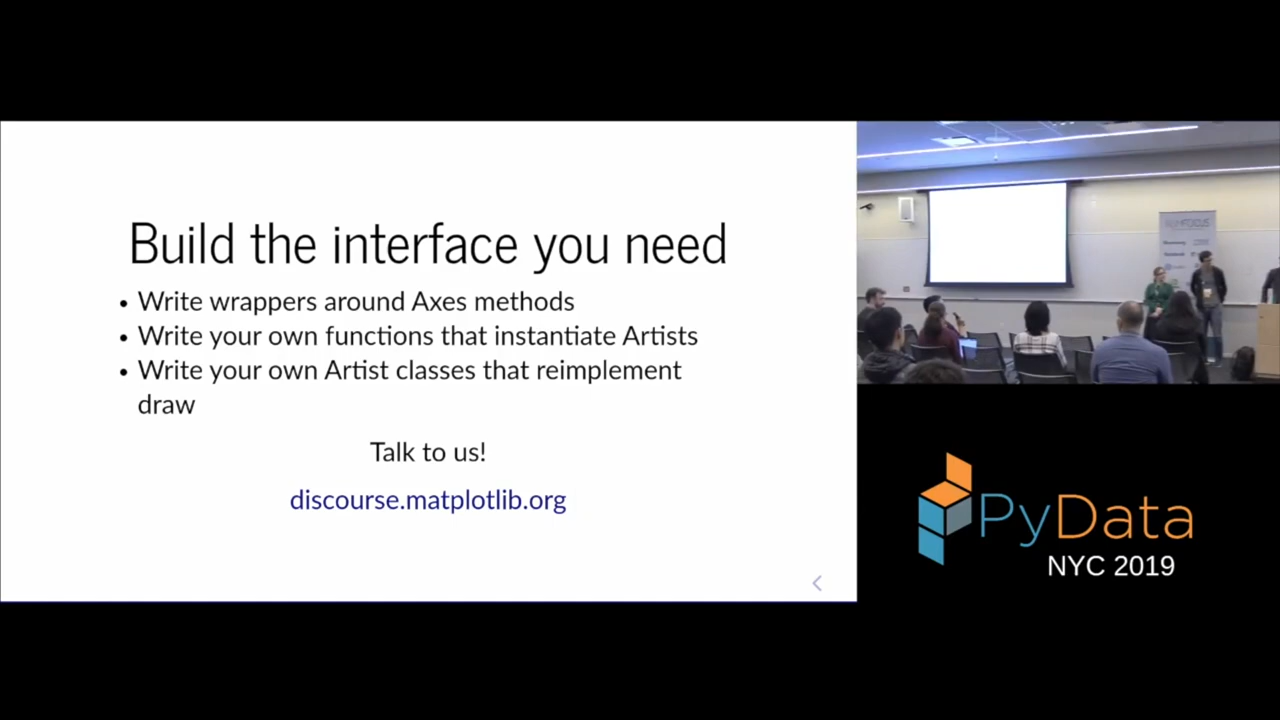 Build the interface you need
• Write wrappers around Axes methods
• Write your own functions that instantiate Artists
• Write your own Artist classes that reimplement
draw
Talk to us!
discourse.matplotlib.org
<
PyData
NYC 2019